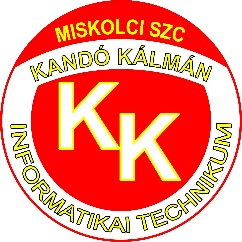 MISKOLCI SZC
KANDÓ KÁLMÁN
KK
INFORMATIKAI TECHNIKUM